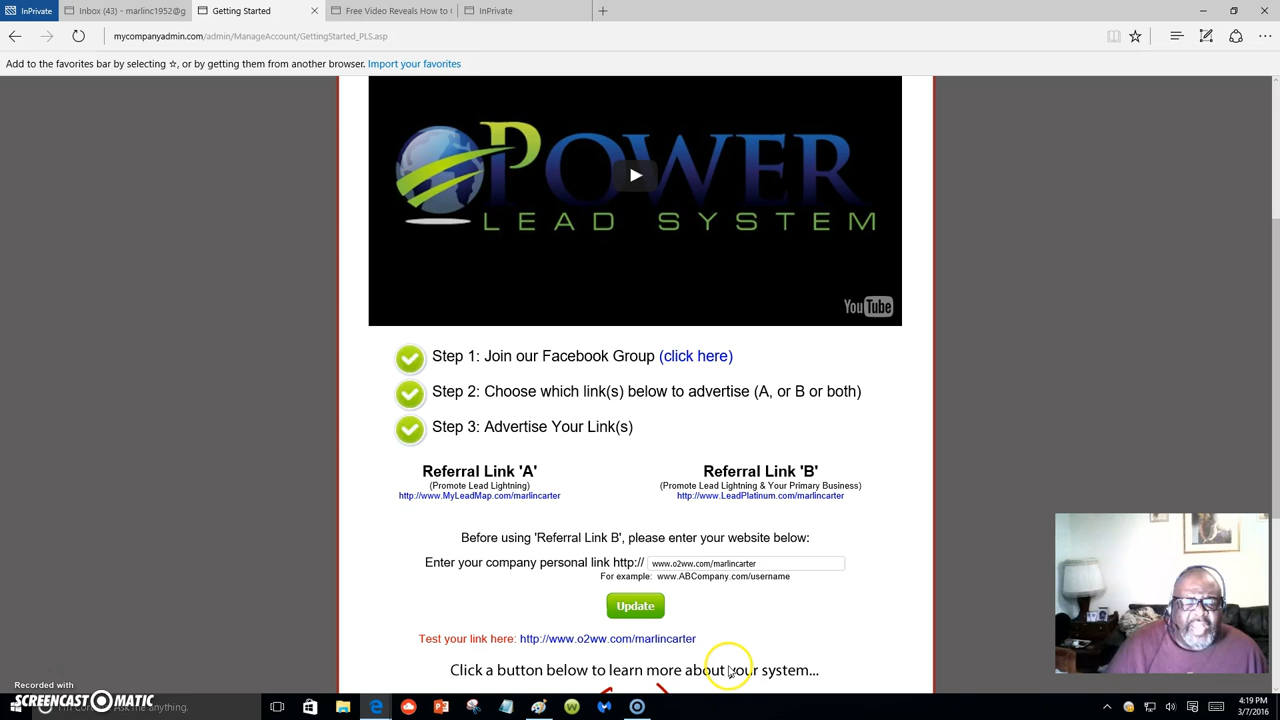 InPrivate
Inbox (43) - marlinc1952@g
Getting Started
Free Video Reveals How to
InPrivate
mycompanyadmin.com/admin/ManageAccount/GettingStarted_PLS.asp
Add to the favorites bar by selecting ☆, or by getting them from another browser. Import your favorites
POWER
LEAD SYSTEM
YouTube
Step 1: Join our Facebook Group (click here)
Step 2: Choose which link(s) below to advertise (A, or B or both)
Step 3: Advertise Your Link(s)
Referral Link 'A'
(Promote Lead Lightning)
http://www.MyLeadMap.com/marlincarter
Referral Link 'B'
(Promote Lead Lightning & Your Primary Business)
http://www.LeadPlatinum.com/marlincarter
Before using 'Referral Link B', please enter your website below:
Enter your company personal link http:// www.o2ww.com/marlincarter
For example: www.ABCompany.com/username
Update
Test your link here: http://www.o2ww.com/marlincarter
Click a button below to learn more about your system...
Recorded with
SCREENCAST-O-MATIC
Ask me anything.
4:19 PM
3/7/2016